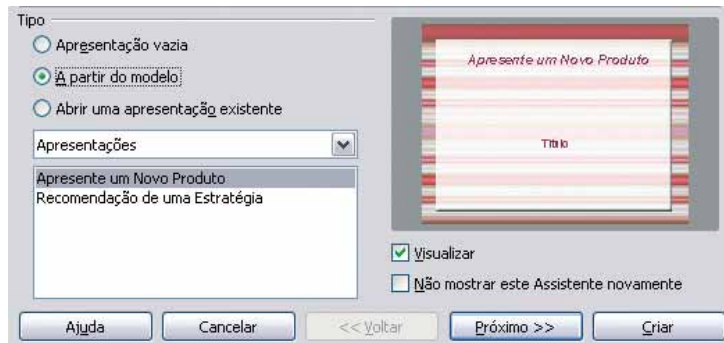 Tipo
Apresentação vazia
A partir do modelo
Abrir uma apresentação existente
Apresentações
Apresente um Novo Produto
Recomendação de uma Estratégia
Apresente um Novo Produto
Título
Visualizar
Não mostrar este Assistente novamente
Ajuda
Cancelar
<< Voltar
Próximo >>
Criar